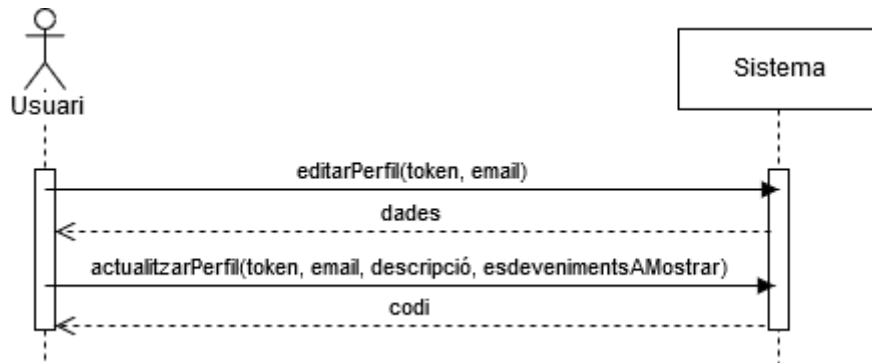 Usuari
Sistema
editarPerfil(token, email)
dades
actualitzarPerfil(token, email, descripció, esdevenimentsAMostrar)
codi